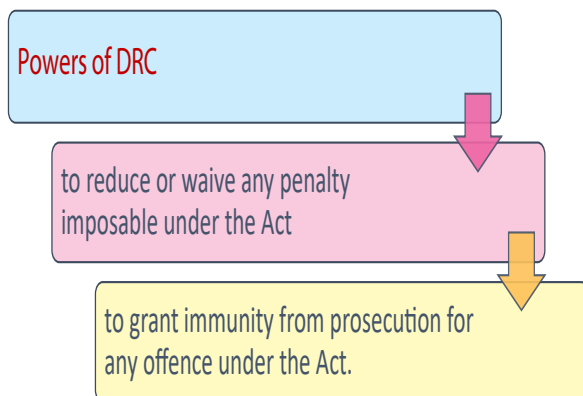 Powers of DRC
to reduce or waive any penalty
imposable under the Act
to grant immunity from prosecution for
any offence under the Act.